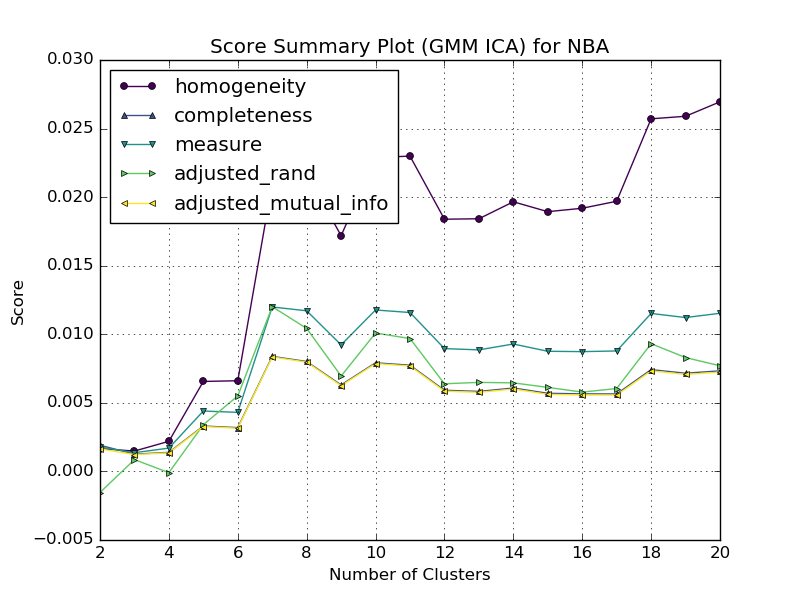 Score Summary Plot (GMM ICA) for NBA
0.030
0.025
0.020
0.015
0.010
0.005
0.000
−0.005
Score
homogeneity
completeness
measure
adjusted_rand
adjusted_mutual_info
2 4 6 8 10 12 14 16 18 20
Number of Clusters